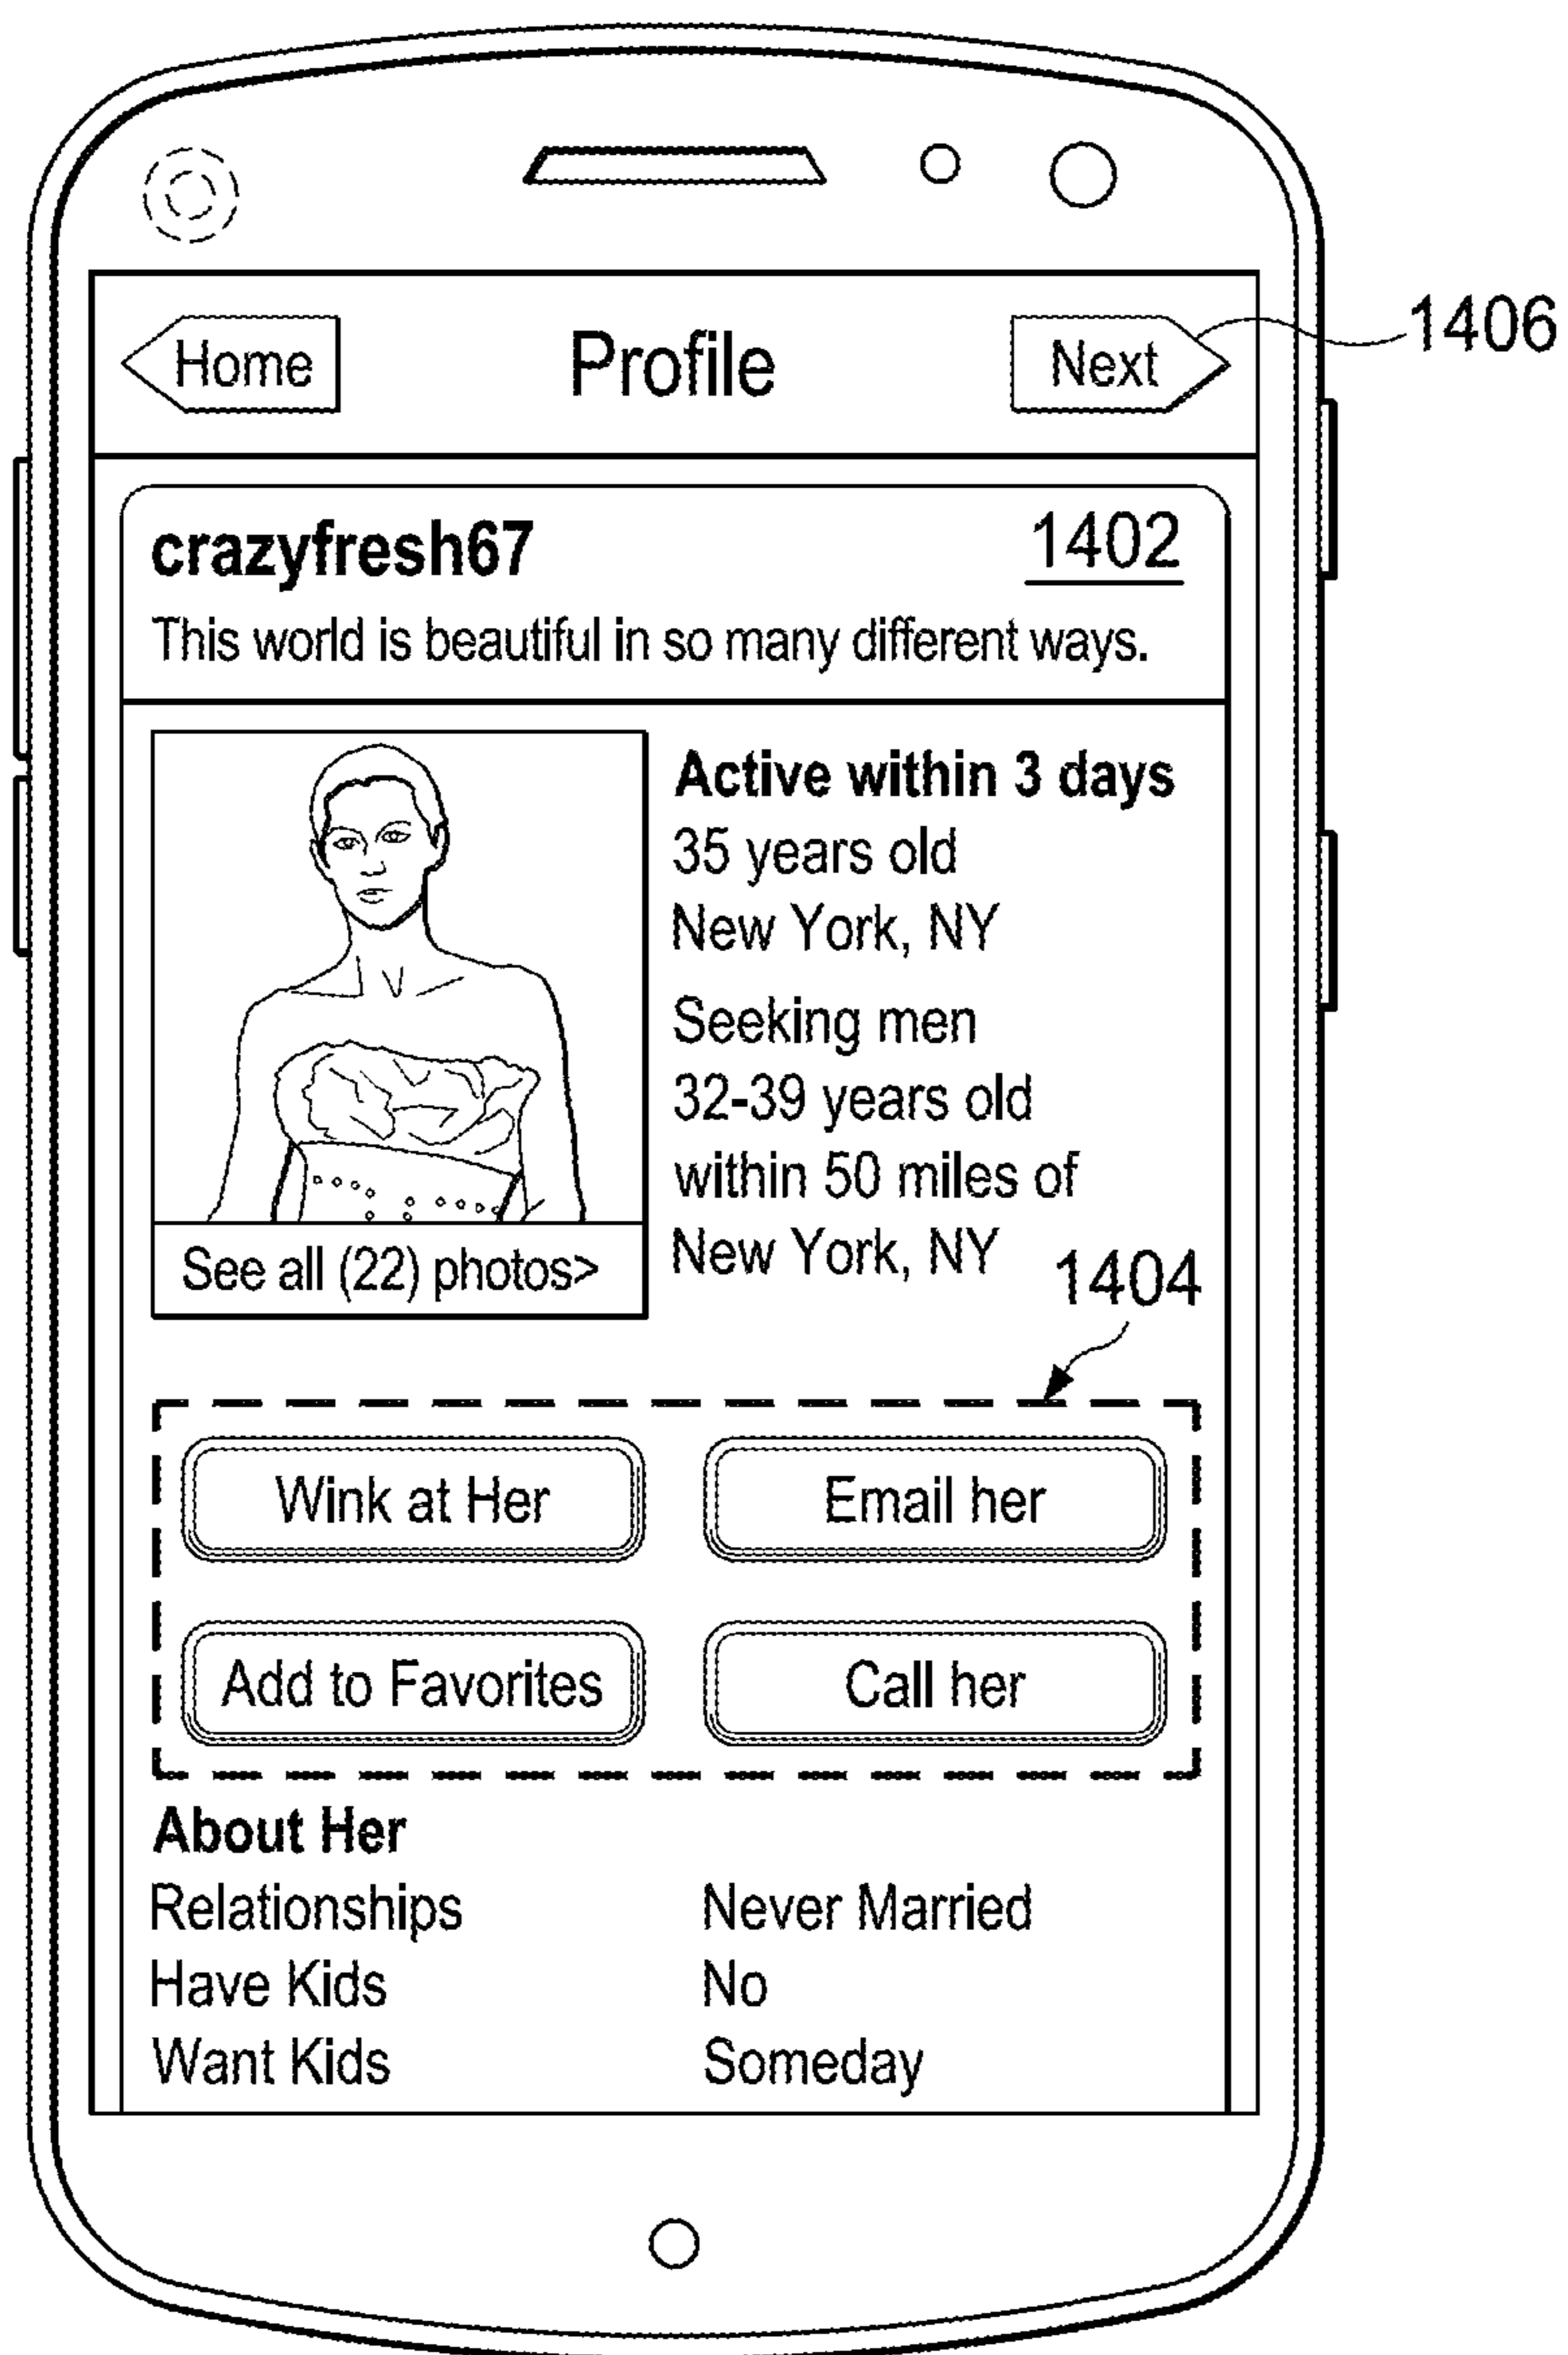 Home Profile Next 1406
crazyfresh67 1402
This world is beautiful in so many different ways.
Active within 3 days
35 years old
New York, NY
Seeking men
32-39 years old
within 50 miles of
New York, NY
See all (22) photos>
1404
Wink at Her Email her
Add to Favorites Call her
About Her
Relationships Never Married
Have Kids No
Want Kids Someday